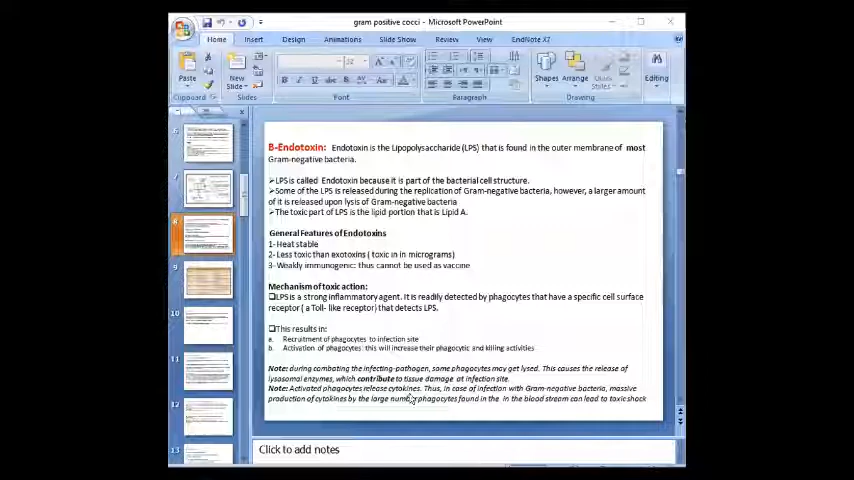 gram positive cocci - Microsoft PowerPoint
Home Insert Design Animations Slide Show Review View EndNote X7
Paste New Slide Shapes Arrange Quick Styles Editing
Clipboard Slides Font Paragraph Drawing
B-Endotoxin: Endotoxin is the Lipopolysaccharide (LPS) that is found in the outer membrane of most
Gram-negative bacteria.
➢LPS is called Endotoxin because it is part of the bacterial cell structure.
➢Some of the LPS is released during the replication of Gram-negative bacteria, however, a larger amount
of it is released upon lysis of Gram-negative bacteria
➢The toxic part of LPS is the lipid portion that is Lipid A.
General Features of Endotoxins
1- Heat stable
2- Less toxic than exotoxins ( toxic in in micrograms)
3- Weakly immunogenic: thus cannot be used as vaccine
Mechanism of toxic action:
❑LPS is a strong inflammatory agent. It is readily detected by phagocytes that have a specific cell surface
receptor ( a Toll- like receptor) that detects LPS.
❑This results in:
a. Recruitment of phagocytes to infection site
b. Activation of phagocytes: this will increase their phagocytic and killing activities
Note: during combating the infecting-pathogen, some phagocytes may get lysed. This causes the release of
lysosomal enzymes, which contribute to tissue damage at infection site.
Note: Activated phagocytes release cytokines. Thus, in case of infection with Gram-negative bacteria, massive
production of cytokines by the large number phagocytes found in the in the blood stream can lead to toxic shock
6
7
8
9
10
11
12
13
Click to add notes